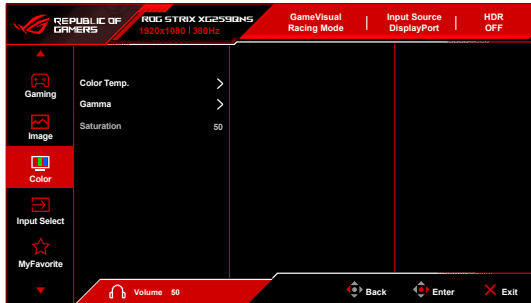 REPUBLIC OF
GAMERS
ROG STRIX XG259QNS
1920x1080 | 380Hz
GameVisual
Racing Mode
Input Source
DisplayPort
HDR
OFF
Gaming
Image
Color
Input Select
MyFavorite
Color Temp.
Gamma
Saturation 50
Volume 50
Back
Enter
Exit